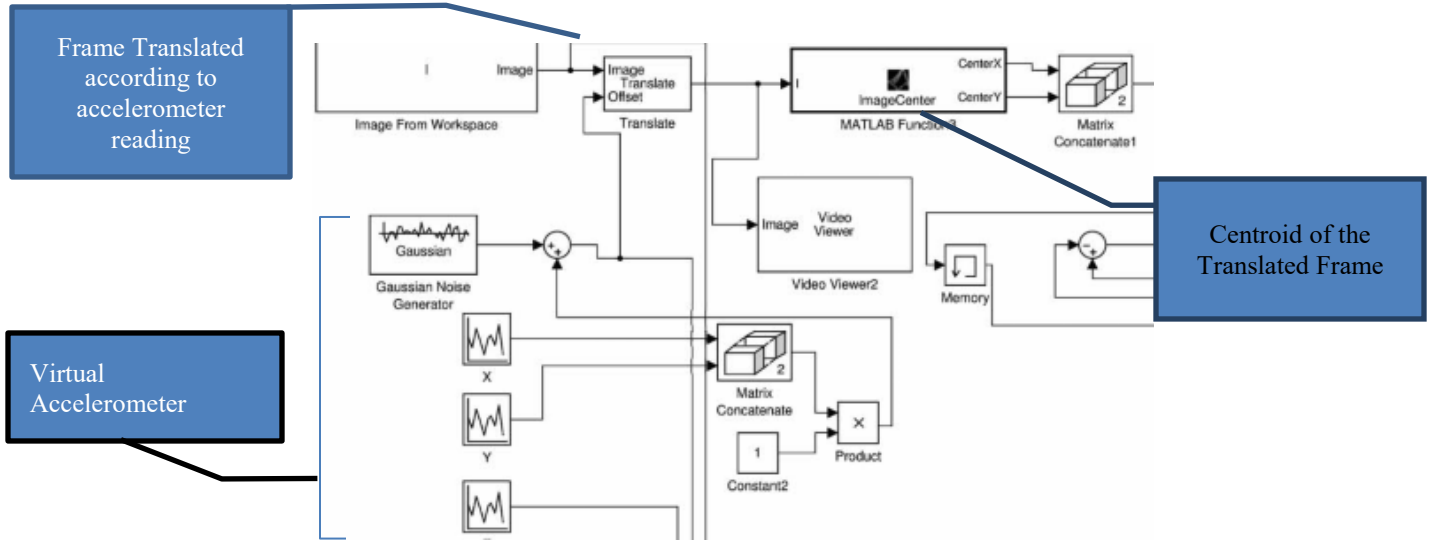 Frame Translated
according to
accelerometer
reading
I
Image
Image From Workspace
Image
Translate
Offset
Translate
I
ImageCenter
CenterX
CenterY
MATLAB Function3
2
Matrix
Concatenate1
Image
Video
Viewer
Video Viewer2
Memory
Centroid of the
Translated Frame
Gaussian
Gaussian Noise
Generator
Virtual
Accelerometer
X
Y
2
Matrix
Concatenate
1
Constant2
×
Product